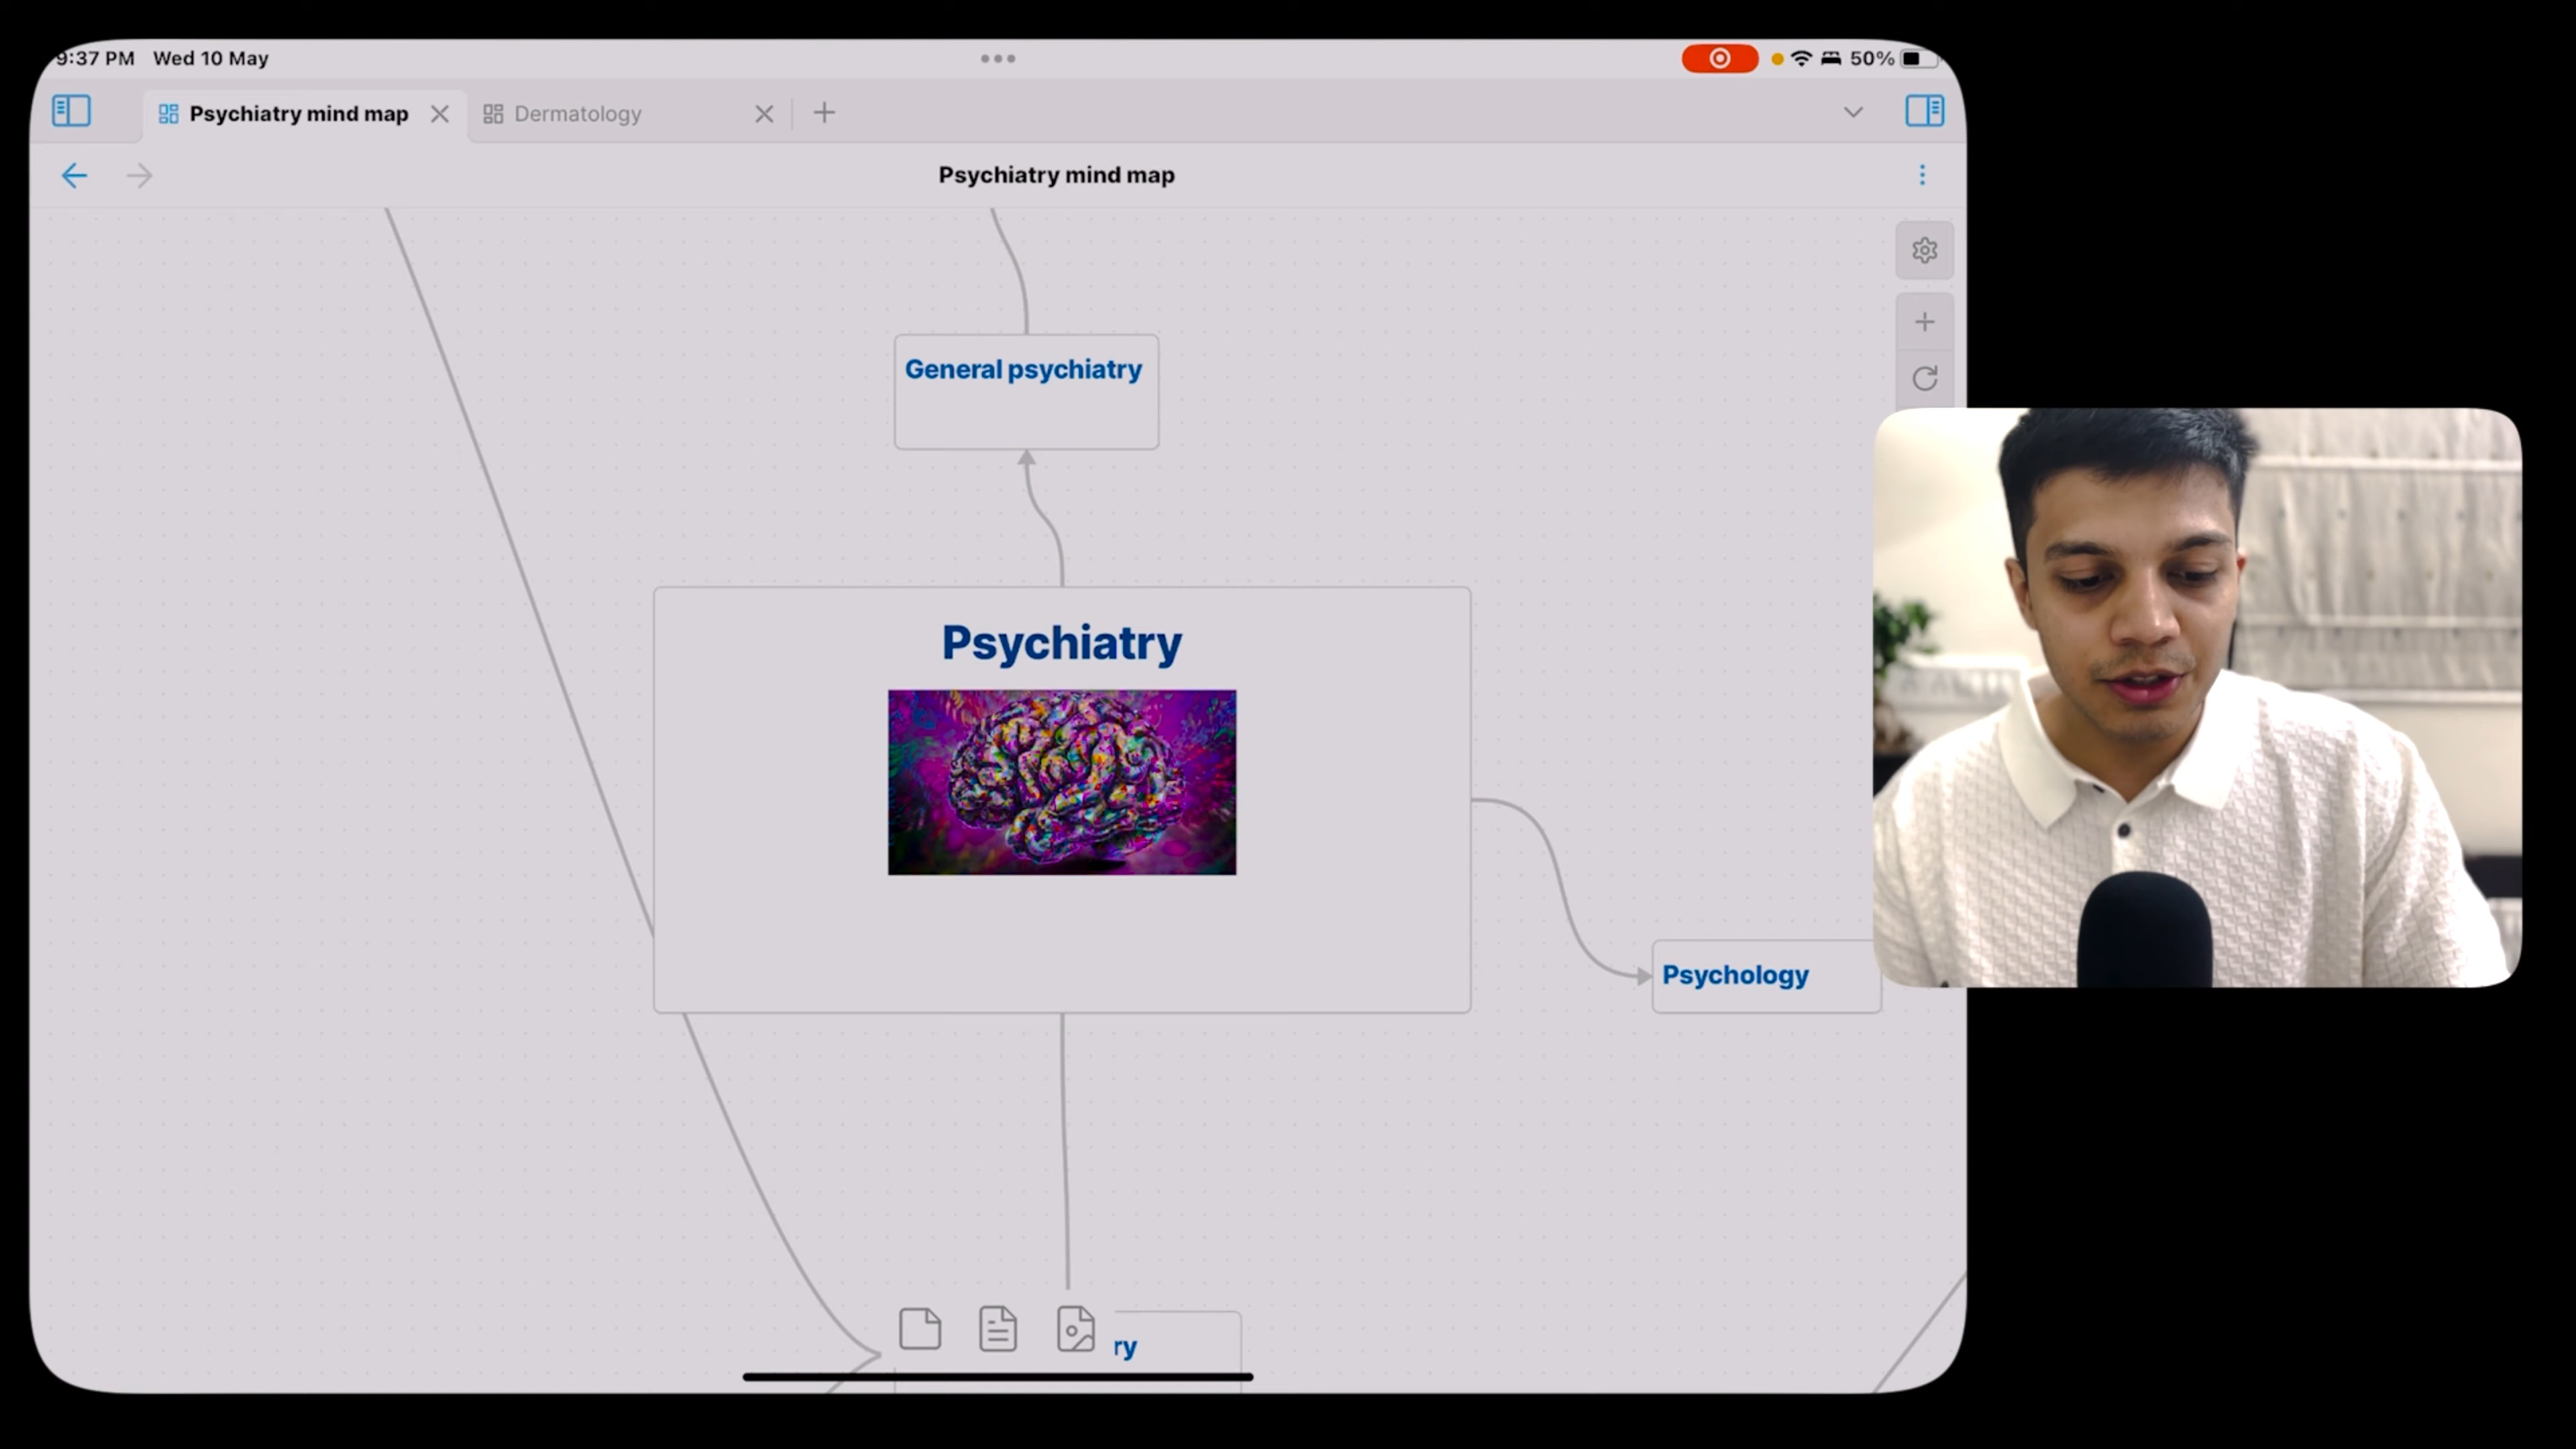 9:37 PM Wed 10 May
50%
Psychiatry mind map
Dermatology
Psychiatry mind map
General psychiatry
Psychiatry
Psychology
ry